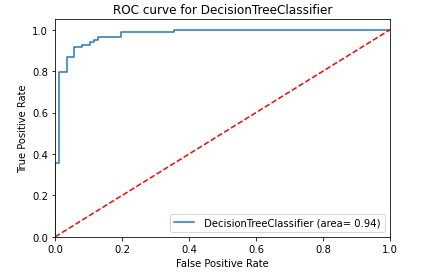 ROC curve for DecisionTreeClassifier
True Positive Rate
1.0
0.8
0.6
0.4
0.2
0.0
DecisionTreeClassifier (area= 0.94)
0.0 0.2 0.4 0.6 0.8 1.0
False Positive Rate